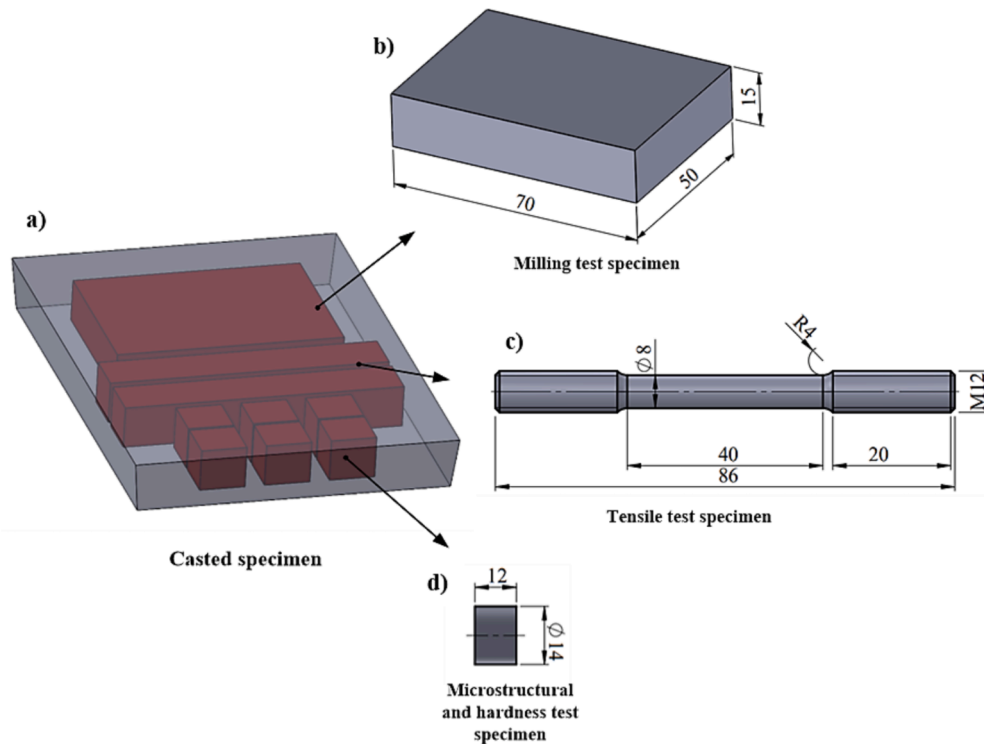 b)
15
50
70
Milling test specimen
a)
Casted specimen
c)
R4
Ø8
M12
40
20
86
Tensile test specimen
d)
12
Ø14
Microstructural
and hardness test
specimen